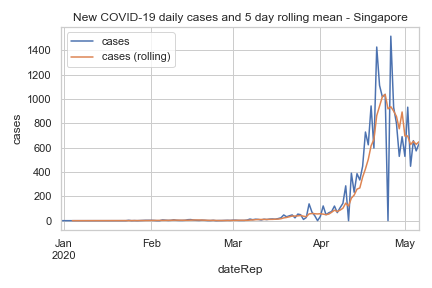 New COVID-19 daily cases and 5 day rolling mean - Singapore
cases
cases (rolling)
1400
1200
1000
800
600
400
200
0
cases
Jan
2020
Feb
Mar
Apr
May
dateRep